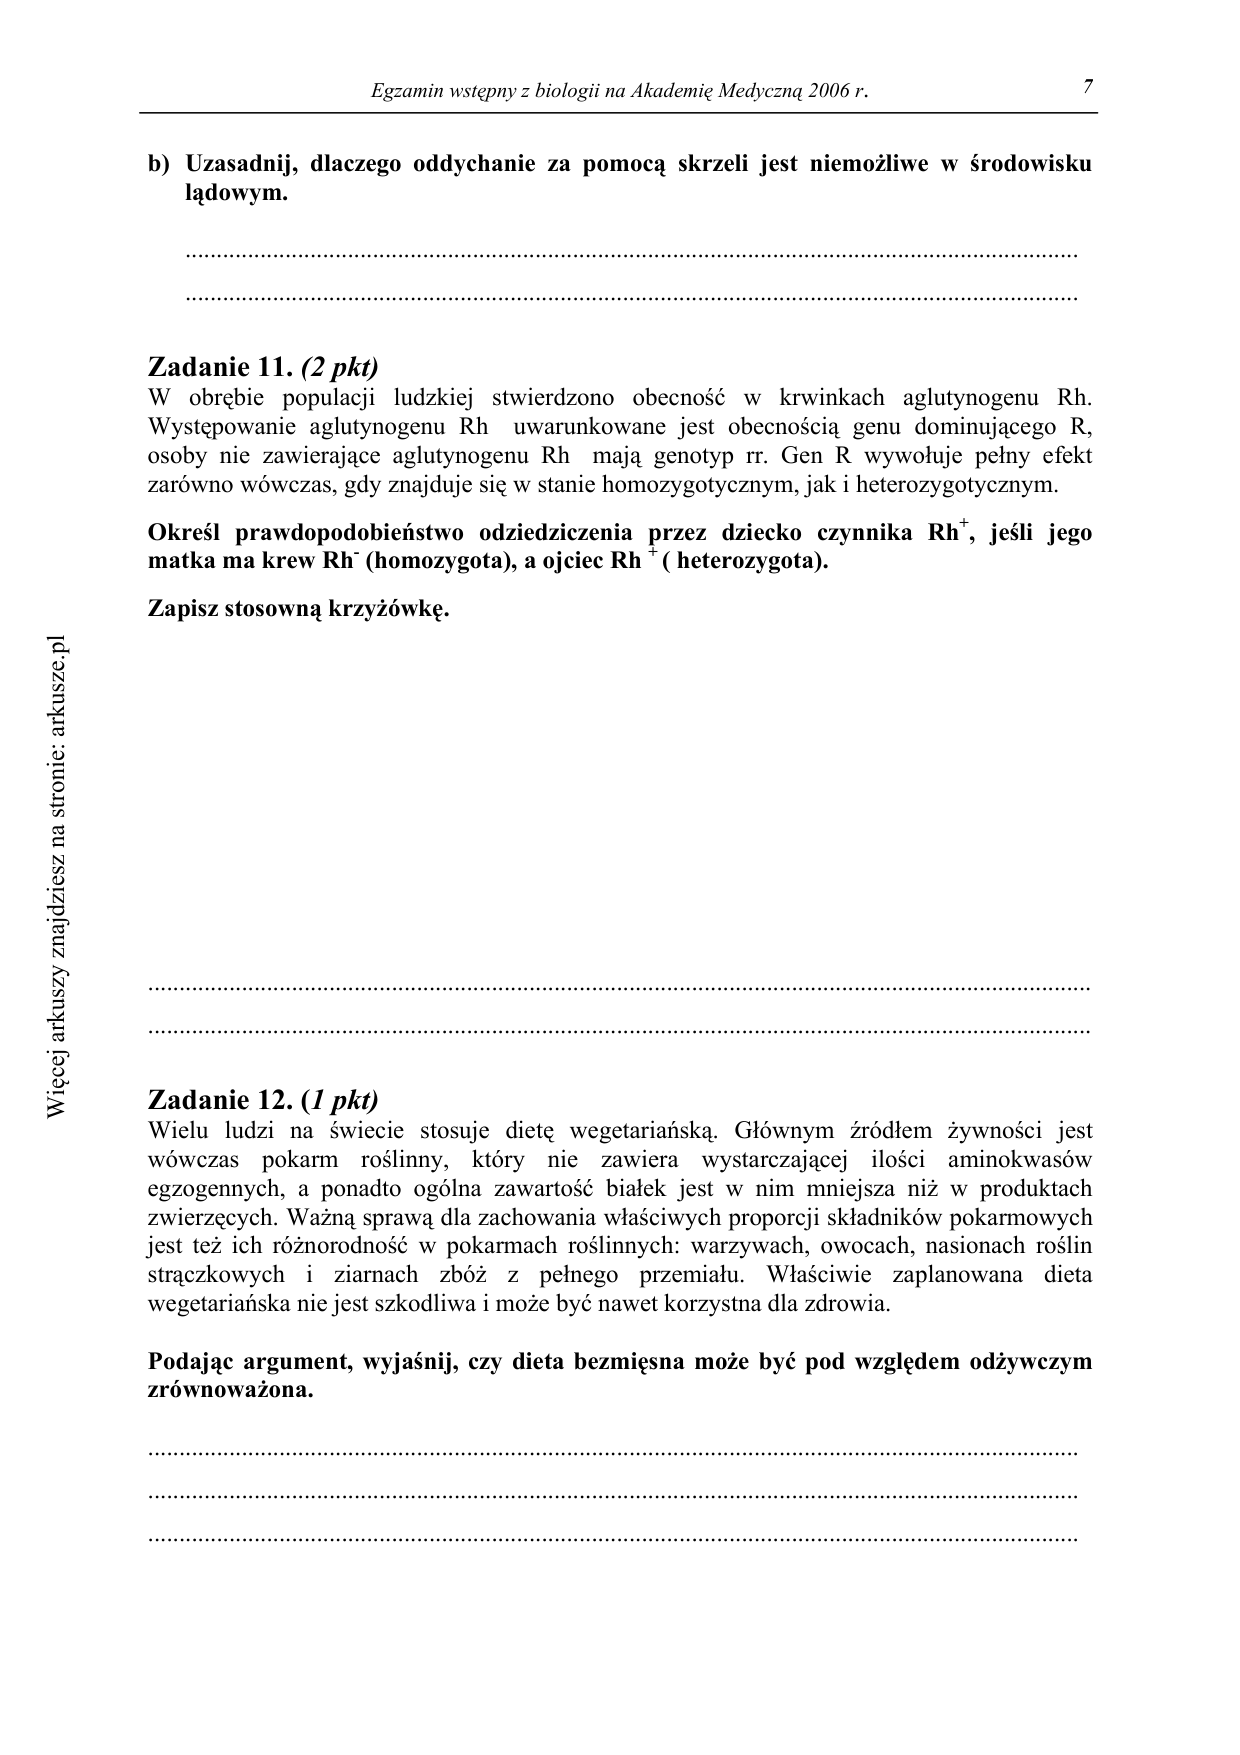 Egzamin wstępny z biologii na Akademię Medyczną 2006 r.
7
b) Uzasadnij, dlaczego oddychanie za pomocą skrzeli jest niemożliwe w środowisku
lądowym.
................................................................................................................................................
................................................................................................................................................
Zadanie 11. (2 pkt)
W obrębie populacji ludzkiej stwierdzono obecność w krwinkach aglutynogenu Rh.
Występowanie aglutynogenu Rh uwarunkowane jest obecnością genu dominującego R,
osoby nie zawierające aglutynogenu Rh mają genotyp rr. Gen R wywołuje pełny efekt
zarówno wówczas, gdy znajduje się w stanie homozygotycznym, jak i heterozygotycznym.
Określ prawdopodobieństwo odziedziczenia przez dziecko czynnika Rh+, jeśli jego
matka ma krew Rh- (homozygota), a ojciec Rh + ( heterozygota).
Zapisz stosowną krzyżówkę.
........................................................................................................................................................
........................................................................................................................................................
Zadanie 12. (1 pkt)
Wielu ludzi na świecie stosuje dietę wegetariańską. Głównym źródłem żywności jest
wówczas pokarm roślinny, który nie zawiera wystarczającej ilości aminokwasów
egzogennych, a ponadto ogólna zawartość białek jest w nim mniejsza niż w produktach
zwierzęcych. Ważną sprawą dla zachowania właściwych proporcji składników pokarmowych
jest też ich różnorodność w pokarmach roślinnych: warzywach, owocach, nasionach roślin
strączkowych i ziarnach zbóż z pełnego przemiału. Właściwie zaplanowana dieta
wegetariańska nie jest szkodliwa i może być nawet korzystna dla zdrowia.
Podając argument, wyjaśnij, czy dieta bezmięsna może być pod względem odżywczym
zrównoważona.
......................................................................................................................................................
......................................................................................................................................................
......................................................................................................................................................
Więcej arkuszy znajdziesz na stronie: arkusze.pl